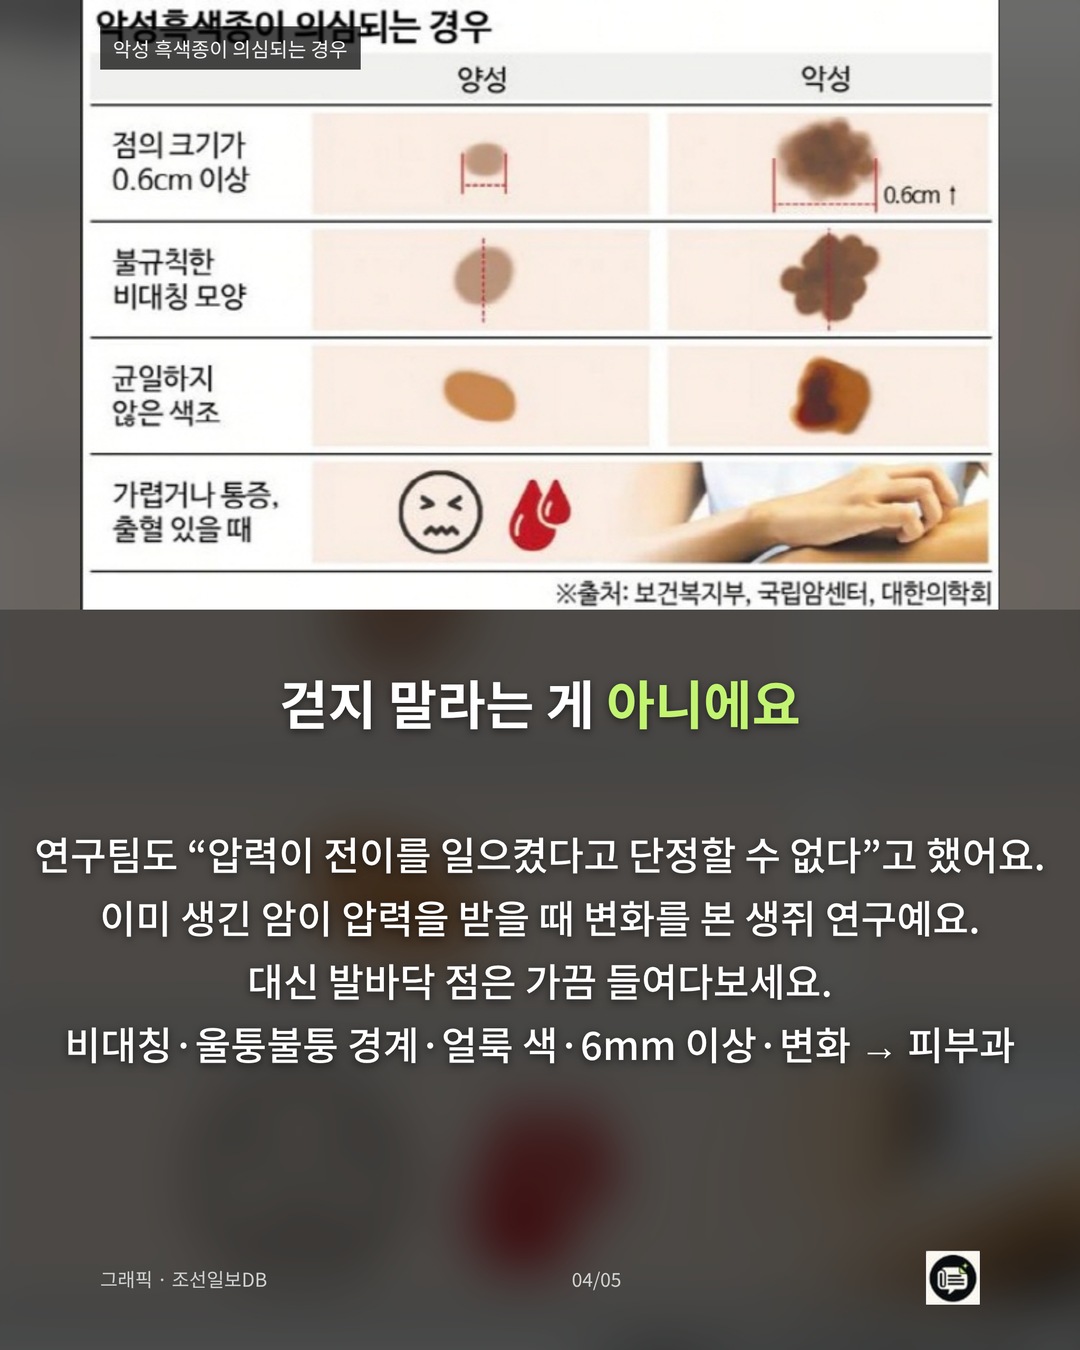 악성흑색종이 의심되는 경우
악성 흑색종이 의심되는 경우
양성
악성
점의 크기가
0.6cm 이상
0.6cm ↑
불규칙한
비대칭 모양
균일하지
않은 색조
가렵거나 통증,
출혈 있을 때
※출처: 보건복지부, 국립암센터, 대한의학회
걷지 말라는 게 아니에요
연구팀도 “압력이 전이를 일으켰다고 단정할 수 없다”고 했어요.
이미 생긴 암이 압력을 받을 때 변화를 본 생쥐 연구예요.
대신 발바닥 점은 가끔 들여다보세요.
비대칭·울퉁불퉁 경계·얼룩 색·6mm 이상·변화 → 피부과
그래픽 · 조선일보DB
04/05